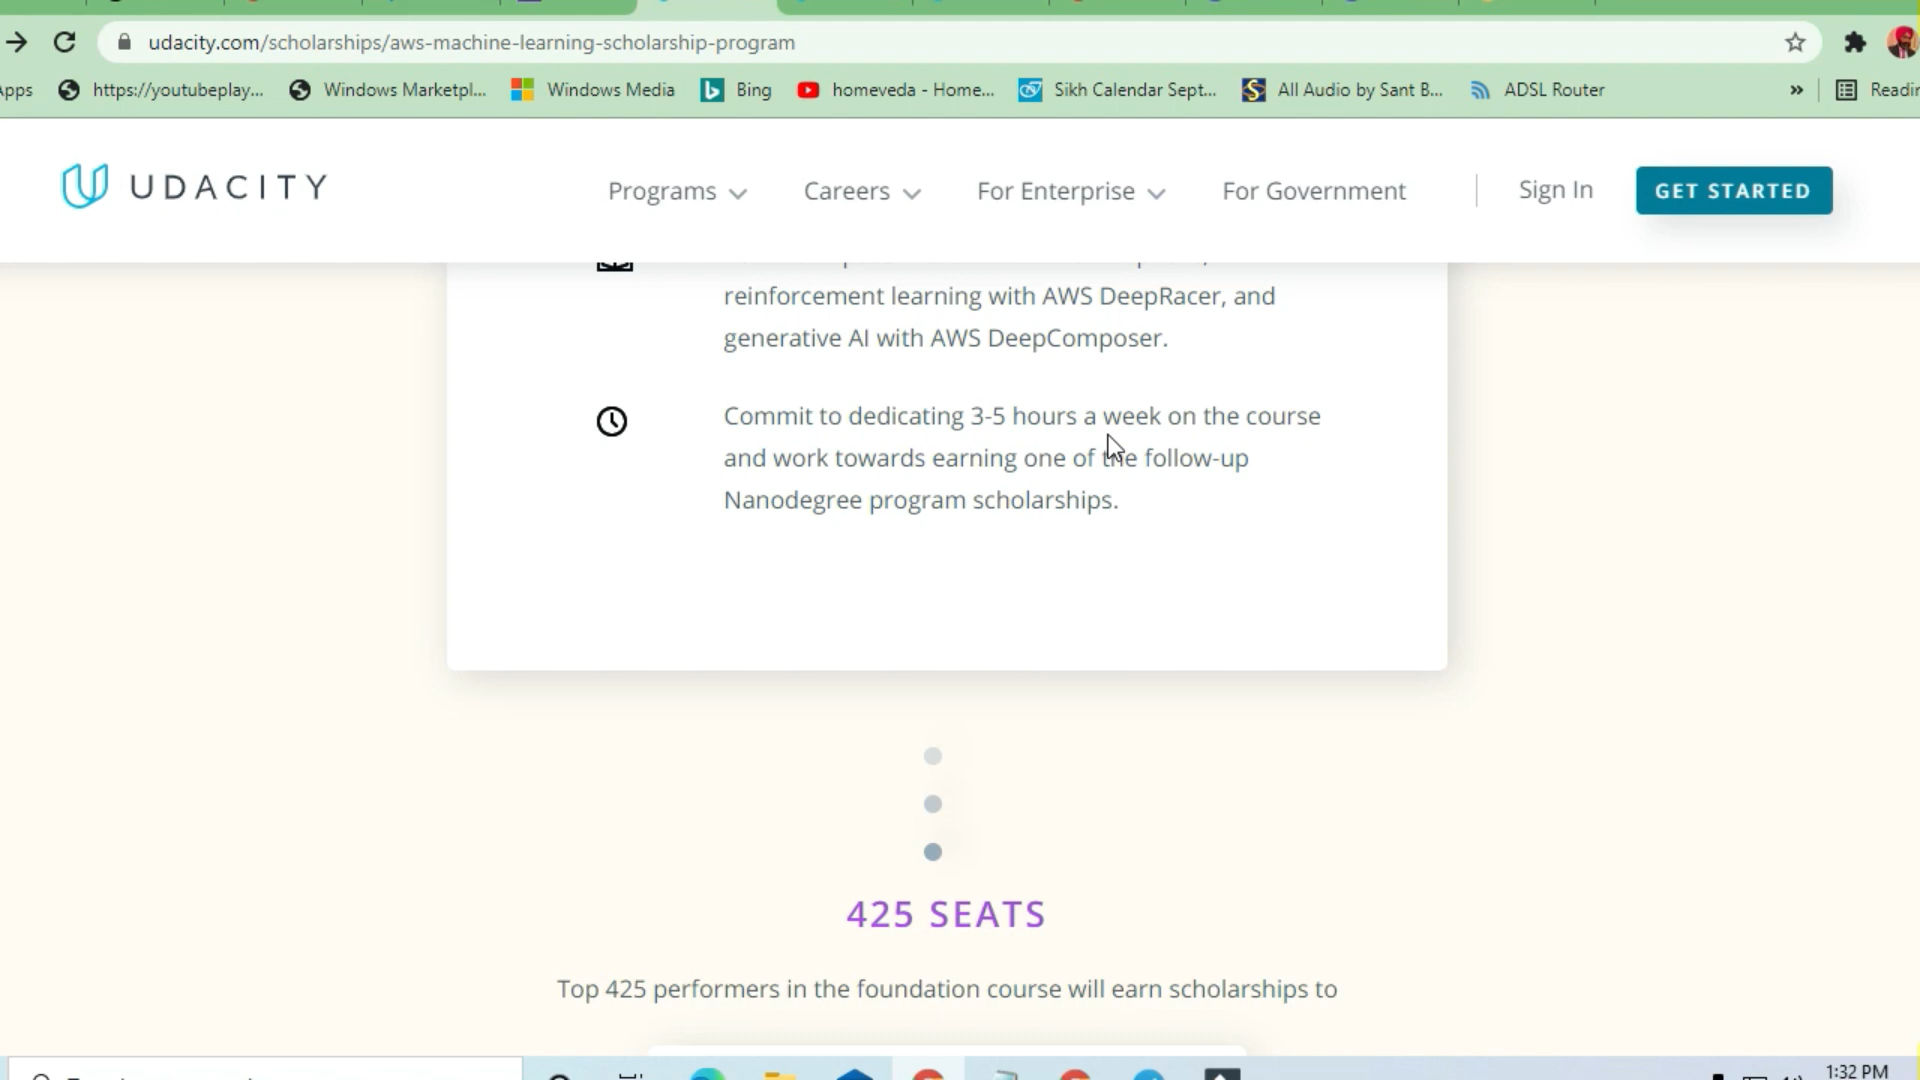 udacity.com/scholarships/aws-machine-learning-scholarship-program
https://youtubeplay... Windows Marketpl... Windows Media Bing homeveda - Home... Sikh Calendar Sept... All Audio by Sant B... ADSL Router »
UDACITY Programs Careers For Enterprise For Government Sign In GET STARTED
reinforcement learning with AWS DeepRacer, and
generative AI with AWS DeepComposer.
Commit to dedicating 3-5 hours a week on the course
and work towards earning one of the follow-up
Nanodegree program scholarships.
425 SEATS
Top 425 performers in the foundation course will earn scholarships to
1:32 PM